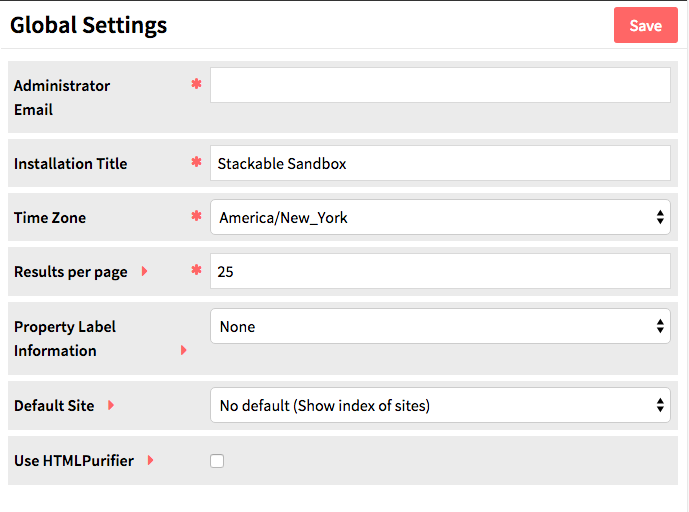 Global Settings
Save
Administrator
Email
Installation Title
Stackable Sandbox
Time Zone
America/New_York
Results per page
25
Property Label
Information
None
Default Site
No default (Show index of sites)
Use HTMLPurifier